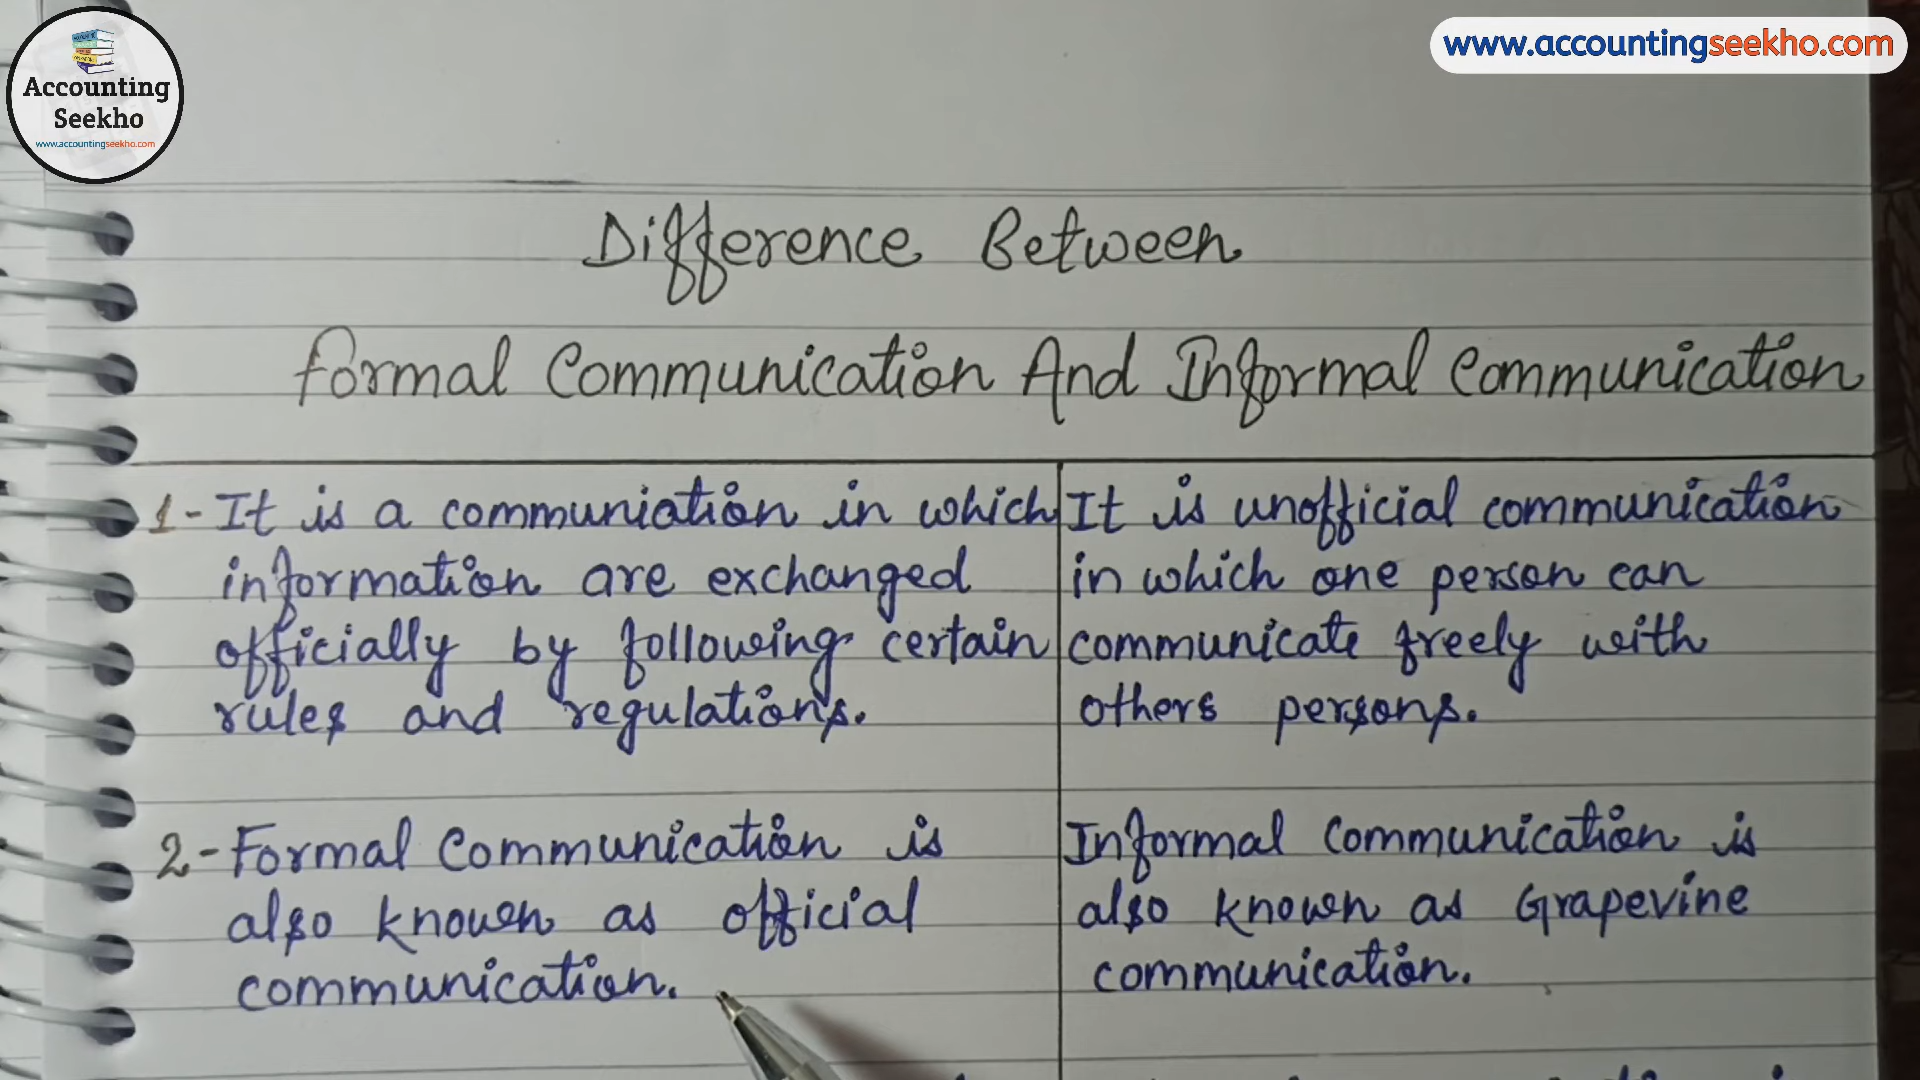 Accounting
Seekho
www.accountingseekho.com
www.accountingseekho.com
Difference Between
Formal Communication And Informal Communication
1- It is a communiation in which
information are exchanged
officially by following certain
rules and regulations.
It is unofficial communication
in which one person can
communicate freely with
others persons.
2- Formal Communication is
also known as official
communication.
Informal Communication is
also known as Grapevine
communication.